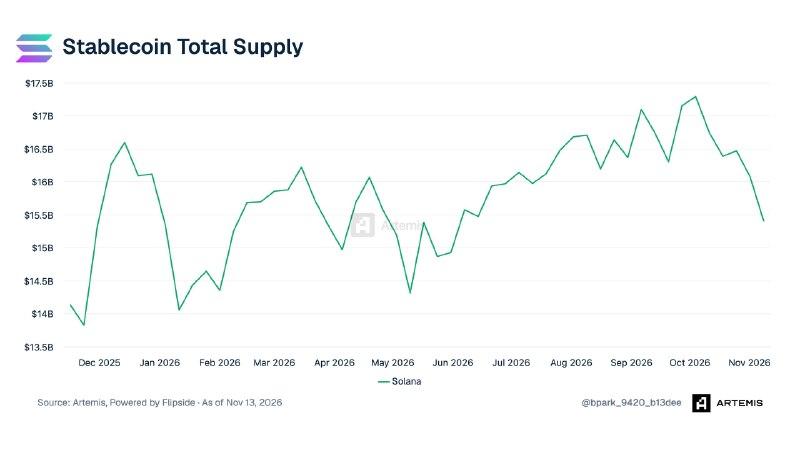 Stablecoin Total Supply
$17.5B
$17B
$16.5B
$16B
$15.5B
$15B
$14.5B
$14B
$13.5B
Artemis
Dec 2025 Jan 2026 Feb 2026 Mar 2026 Apr 2026 May 2026 Jun 2026 Jul 2026 Aug 2026 Sep 2026 Oct 2026 Nov 2026
Solana
Source: Artemis, Powered by Flipside · As of Nov 13, 2026
@bpark_9420_b13dee ARTEMIS